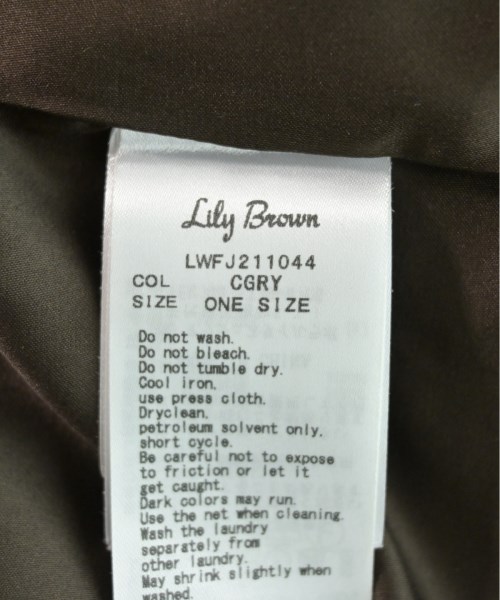 Lily Brown
LWFJ211044
COL CGRY
SIZE ONE SIZE
Do not wash.
Do not bleach.
Do not tumble dry.
Cool iron.
use press cloth.
Dryclean.
petroleum solvent only.
short cycle.
Be careful not to expose
to friction or let it
get caught.
Dark colors may run.
Use the net when cleaning.
Wash the laundry
separately from
other laundry.
May shrink slightly when
washed.